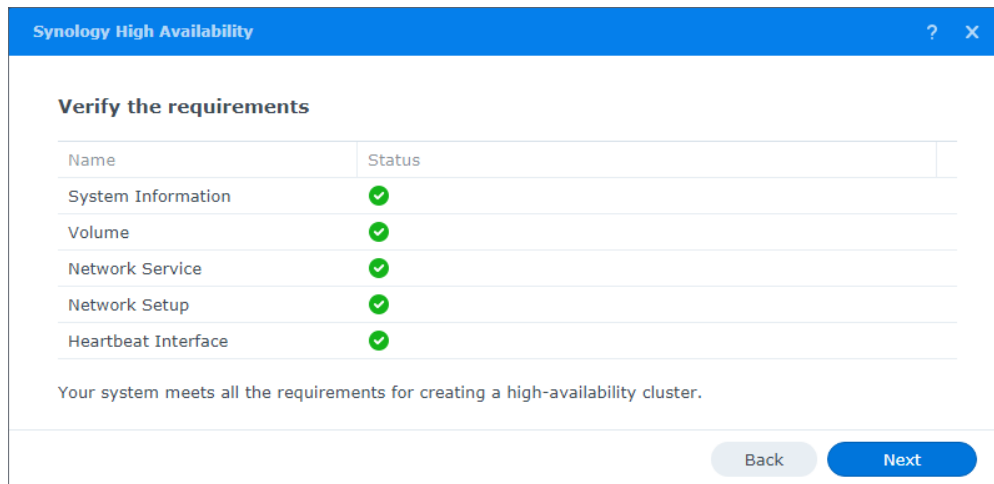 Synology High Availability ? X
Verify the requirements
Name Status
System Information
Volume
Network Service
Network Setup
Heartbeat Interface
Your system meets all the requirements for creating a high-availability cluster.
Back Next